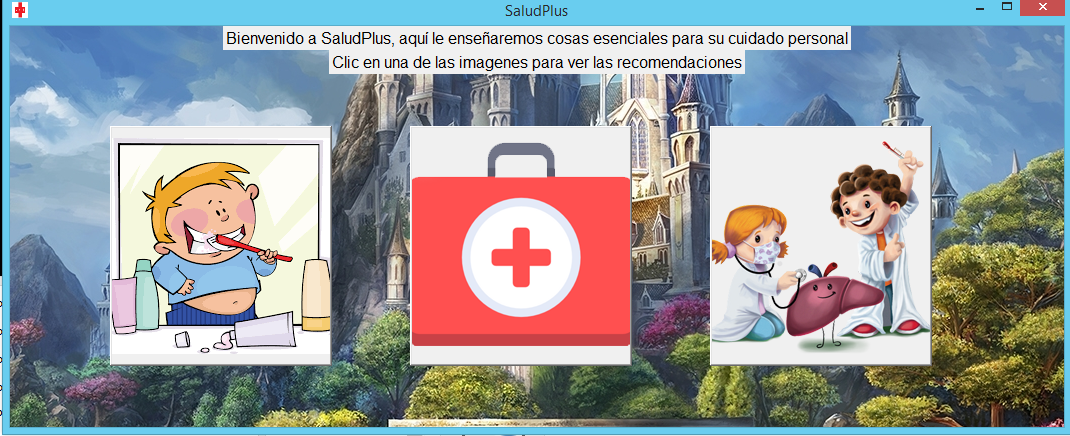 SaludPlus
Bienvenido a SaludPlus, aquí le enseñaremos cosas esenciales para su cuidado personal
Clic en una de las imagenes para ver las recomendaciones